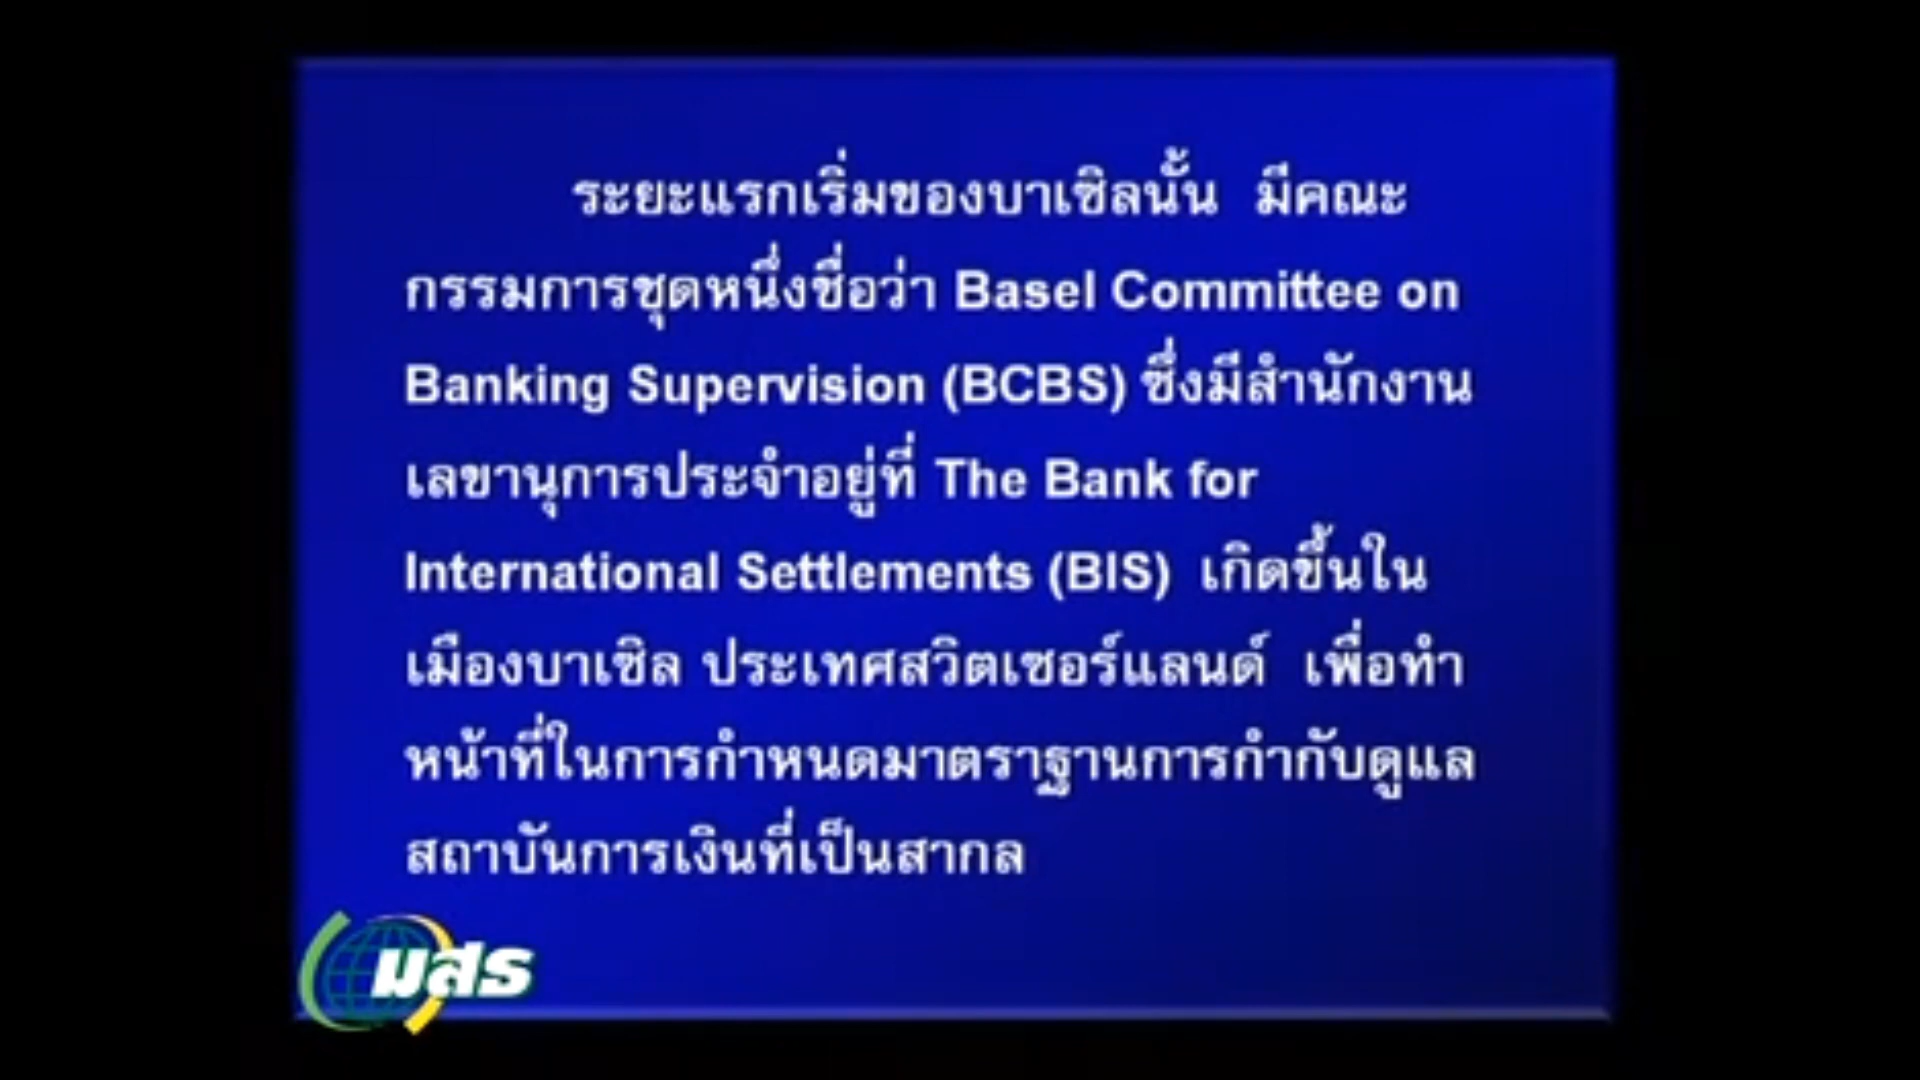 ระยะแรกเริ่มของบาเซิลนั้น มีคณะ
กรรมการชุดหนึ่งชื่อว่า Basel Committee on
Banking Supervision (BCBS) ซึ่งมีสำนักงาน
เลขานุการประจำอยู่ที่ The Bank for
International Settlements (BIS) เกิดขึ้นใน
เมืองบาเซิล ประเทศสวิตเซอร์แลนด์ เพื่อทำ
หน้าที่ในการกำหนดมาตราฐานการกำกับดูแล
สถาบันการเงินที่เป็นสากล
มสธ